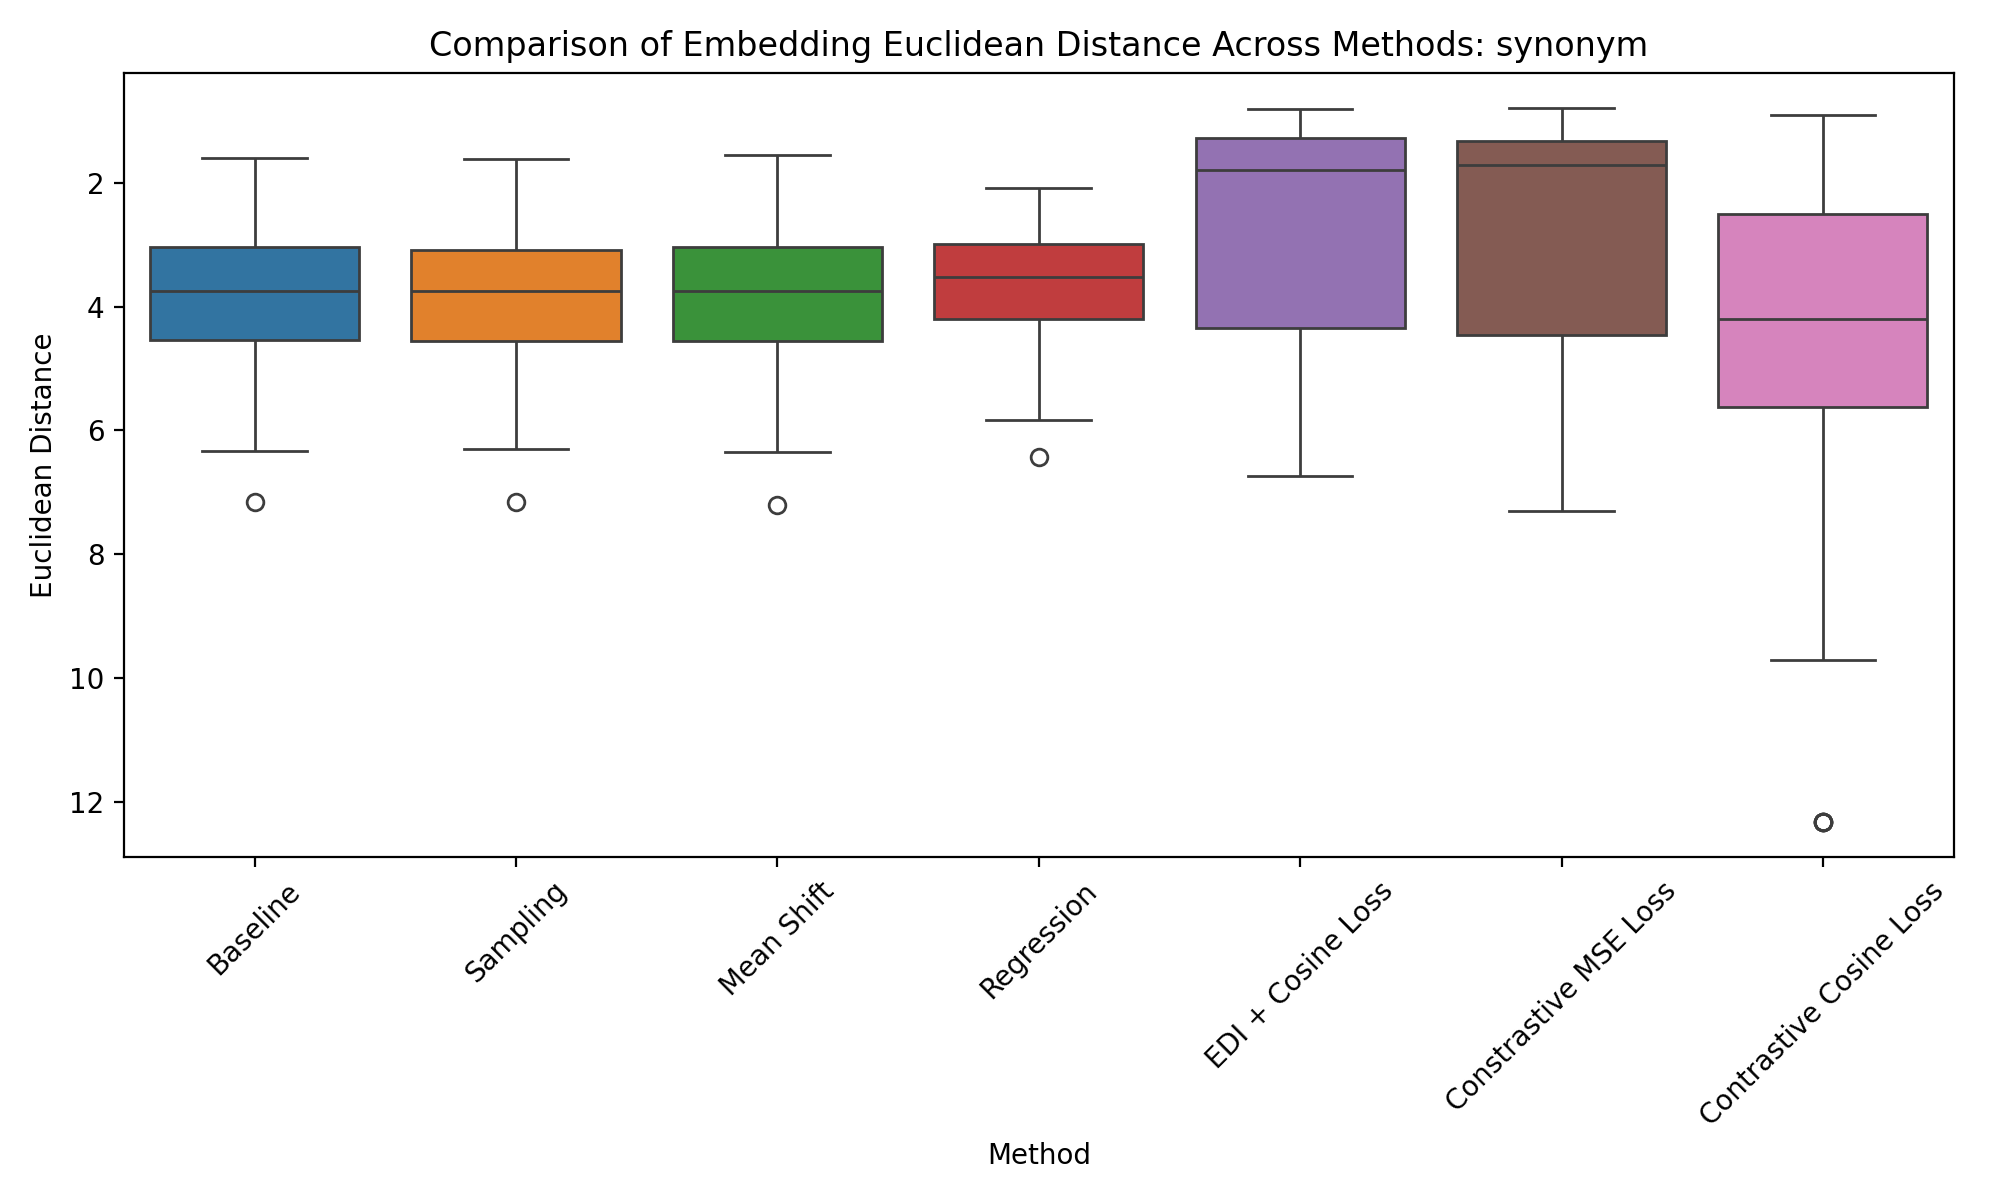 Comparison of Embedding Euclidean Distance Across Methods: synonym
Euclidean Distance
2
4
6
8
10
12
Baseline
Sampling
Mean Shift
Regression
EDI + Cosine Loss
Constrastive MSE Loss
Contrastive Cosine Loss
Method